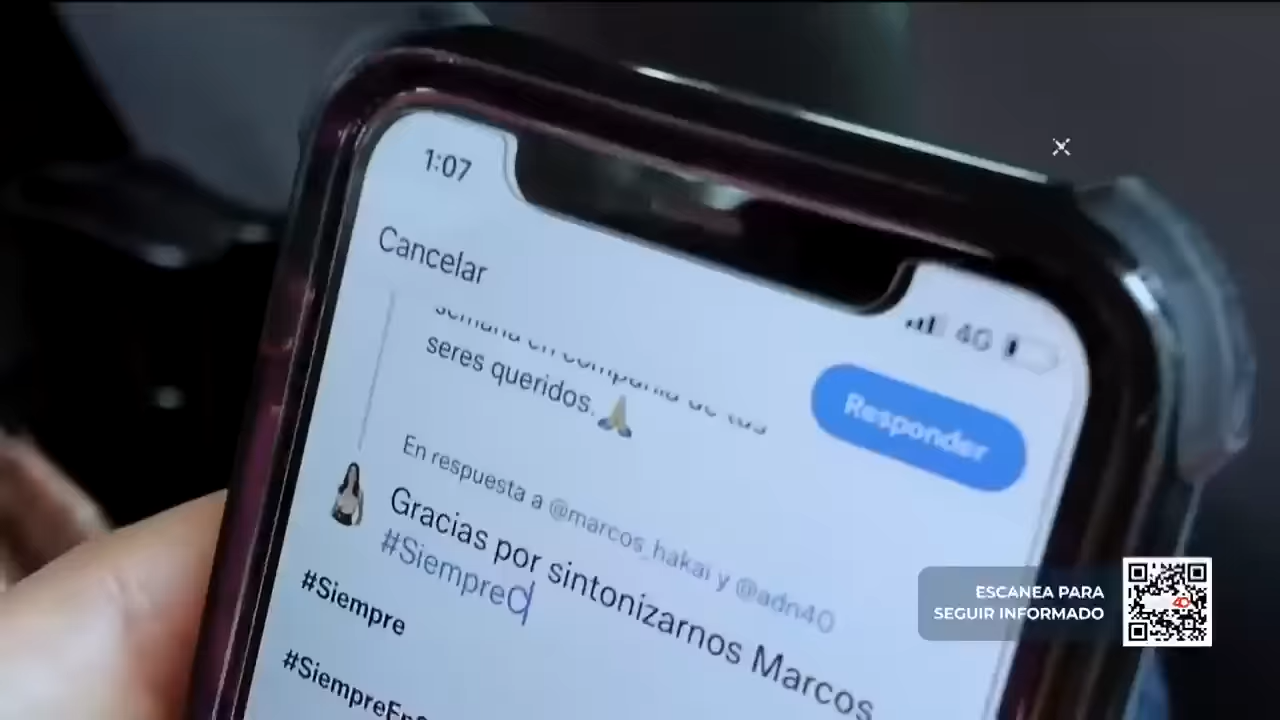 1:07
4G
Cancelar
seres queridos.🙏
Responder
En respuesta a @marcos_hakai y @adn40
Gracias por sintonizarnos Marcos
#SiempreC
#Siempre
ESCANEA PARA
SEGUIR INFORMADO
40